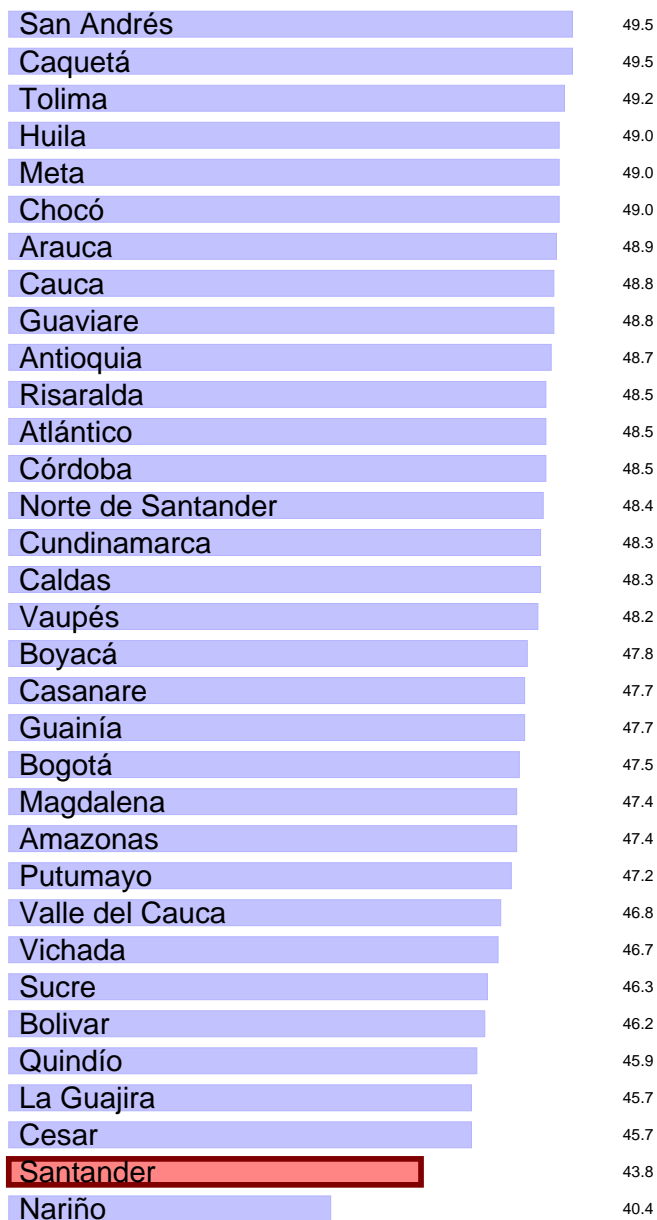 San Andrés 49.5
Caquetá 49.5
Tolima 49.2
Huila 49.0
Meta 49.0
Chocó 49.0
Arauca 48.9
Cauca 48.8
Guaviare 48.8
Antioquia 48.7
Risaralda 48.5
Atlántico 48.5
Córdoba 48.5
Norte de Santander 48.4
Cundinamarca 48.3
Caldas 48.3
Vaupés 48.2
Boyacá 47.8
Casanare 47.7
Guainía 47.7
Bogotá 47.5
Magdalena 47.4
Amazonas 47.4
Putumayo 47.2
Valle del Cauca 46.8
Vichada 46.7
Sucre 46.3
Bolivar 46.2
Quindío 45.9
La Guajira 45.7
Cesar 45.7
Santander 43.8
Nariño 40.4